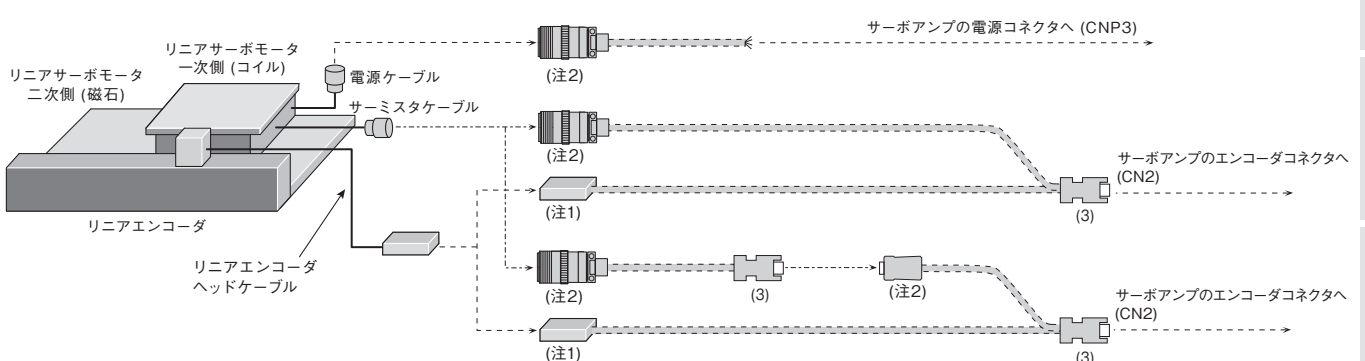 リニアサーボモータ
一次側 (コイル)
リニアサーボモータ
二次側 (磁石)
電源ケーブル
サーミスタケーブル
リニアエンコーダ
リニアエンコーダ
ヘッドケーブル
(注2)
サーボアンプの電源コネクタへ (CNP3)
(注2)
(注1)
(3)
サーボアンプのエンコーダコネクタへ
(CN2)
(注2)
(3)
(注2)
(注1)
(3)
サーボアンプのエンコーダコネクタへ
(CN2)